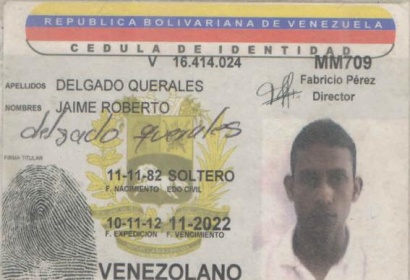 REPUBLICA BOLIVARIANA DE VENEZUELA
CEDULA DE IDENTIDAD
V 16.414.024 MM709
Fabricio Pérez
Director
APELLIDOS DELGADO QUERALES
NOMBRES JAIME ROBERTO
delgado querales
FIRMA TITULAR
11-11-82 SOLTERO
F. NACIMIENTO EDO CIVIL
10-11-12 11-2022
F. EXPEDICION F. VENCIMIENTO
VENEZOLANO